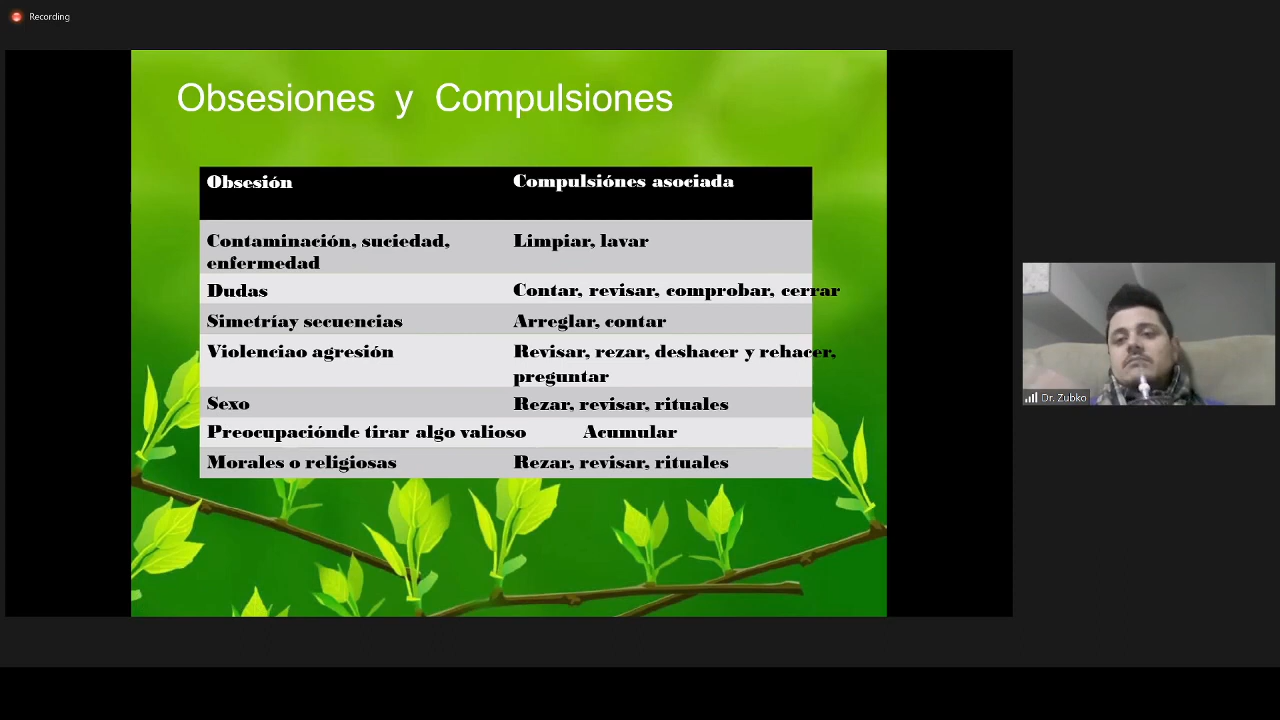 Recording
Obsesiones y Compulsiones
Obsesión
Compulsiónes asociada
Contaminación, suciedad,
enfermedad
Limpiar, lavar
Dudas
Contar, revisar, comprobar, cerrar
Simetríay secuencias
Arreglar, contar
Violenciao agresión
Revisar, rezar, deshacer y rehacer,
preguntar
Sexo
Rezar, revisar, rituales
Preocupaciónde tirar algo valioso
Acumular
Morales o religiosas
Rezar, revisar, rituales
Dr. Zubko